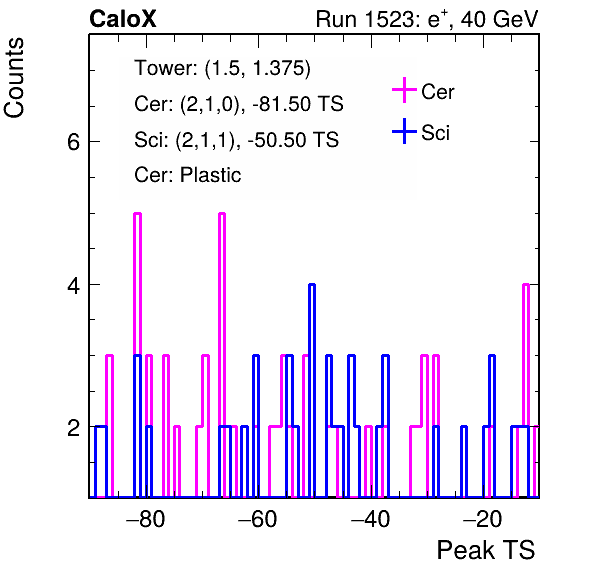 CaloX Run 1523: e⁺, 40 GeV
Counts
Tower: (1.5, 1.375)
Cer: (2,1,0), -81.50 TS
Sci: (2,1,1), -50.50 TS
Cer: Plastic
Cer
Sci
6
4
2
−80 −60 −40 −20
Peak TS